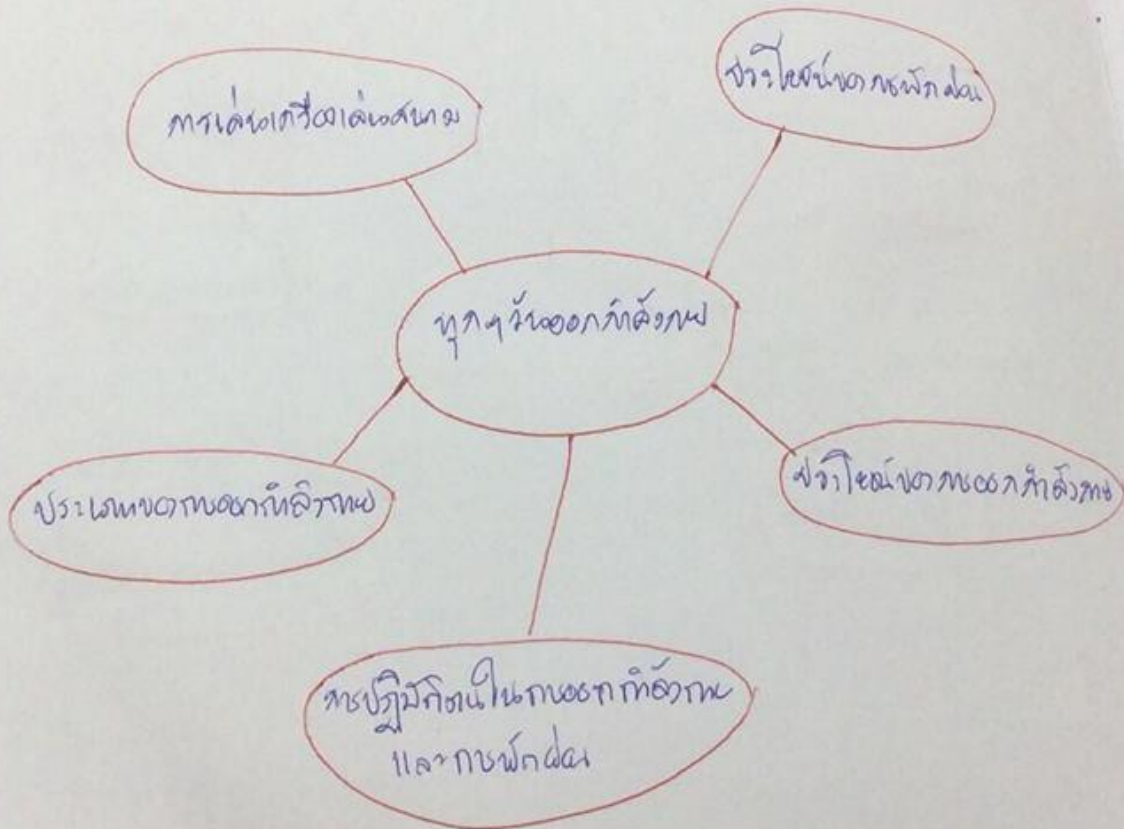 การเล่นเครื่องเล่นสนาม
ประโยชน์ของการพักผ่อน
ทุกๆวันออกกำลังกาย
ประเภทของการออกกำลังกาย
ประโยชน์ของการออกกำลังกาย
การปฏิบัติตนในการออกกำลังกาย
และการพักผ่อน